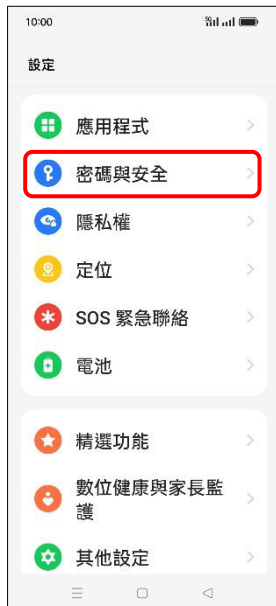 10:00
設定
應用程式
密碼與安全
隱私權
定位
SOS 緊急聯絡
電池
精選功能
數位健康與家長監
護
其他設定